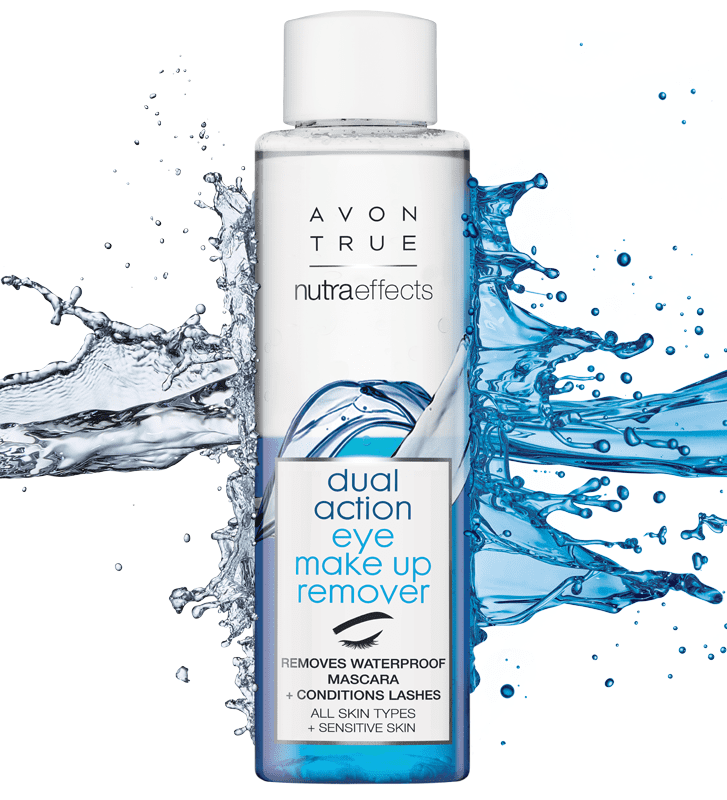 AVON
TRUE
nutraeffects
dual
action
eye
make up
remover
REMOVES WATERPROOF
MASCARA
+ CONDITIONS LASHES
ALL SKIN TYPES
+ SENSITIVE SKIN